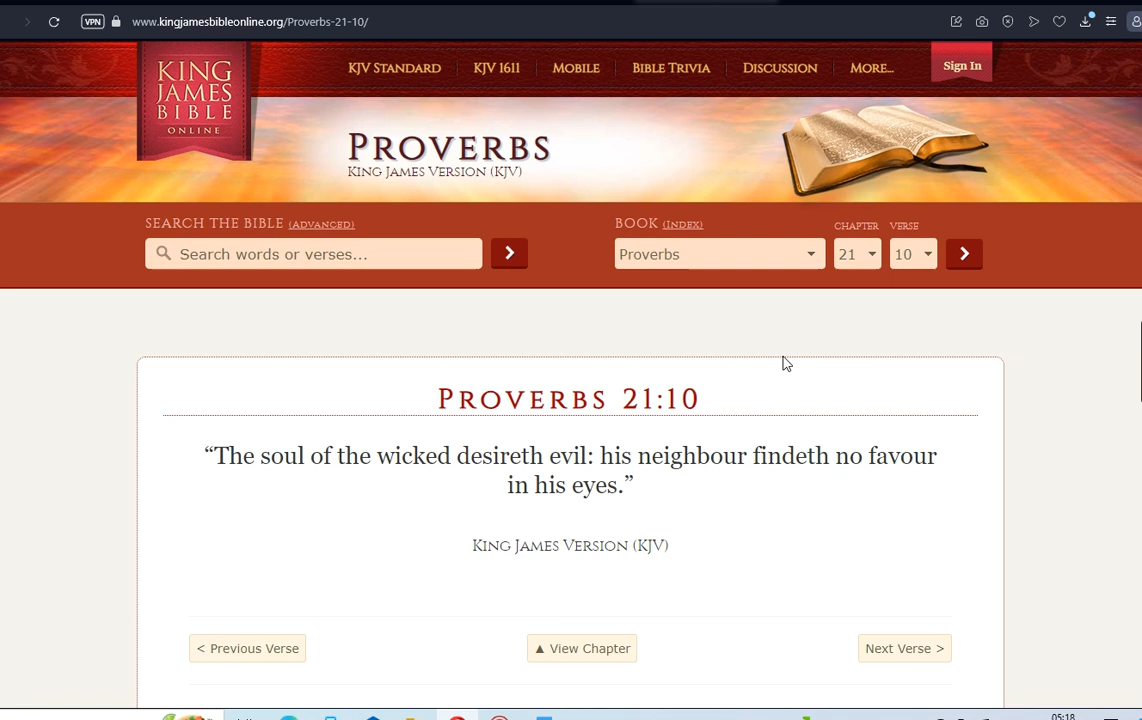 VPN
www.kingjamesbibleonline.org/Proverbs-21-10/
KING
JAMES
BIBLE
ONLINE
KJV STANDARD
KJV 1611
MOBILE
BIBLE TRIVIA
DISCUSSION
MORE...
Sign In
PROVERBS
KING JAMES VERSION (KJV)
SEARCH THE BIBLE (ADVANCED)
BOOK (INDEX)
CHAPTER
VERSE
Search words or verses...
Proverbs
21
10
PROVERBS 21:10
“The soul of the wicked desireth evil: his neighbour findeth no favour
in his eyes.”
KING JAMES VERSION (KJV)
< Previous Verse
▲ View Chapter
Next Verse >
05:18